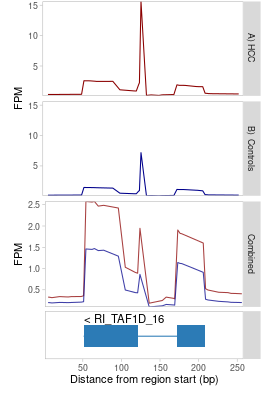 15
10
5
FPM
A) HCC
15
10
5
B) Controls
2.5
2.0
1.5
1.0
0.5
FPM
Combined
< RI_TAF1D_16
50
100
150
200
250
Distance from region start (bp)